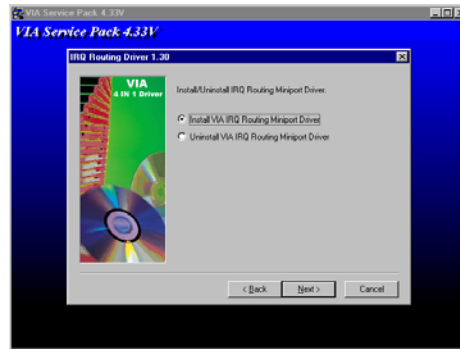 VIA Service Pack 4.33V
VIA Service Pack 4.33V
IRQ Routing Driver 1.30
VIA
4 IN 1 Driver
Install/Uninstall IRQ Routing Miniport Driver.
Install VIA IRQ Routing Miniport Driver
Uninstall VIA IRQ Routing Miniport Driver
< Back
Next >
Cancel